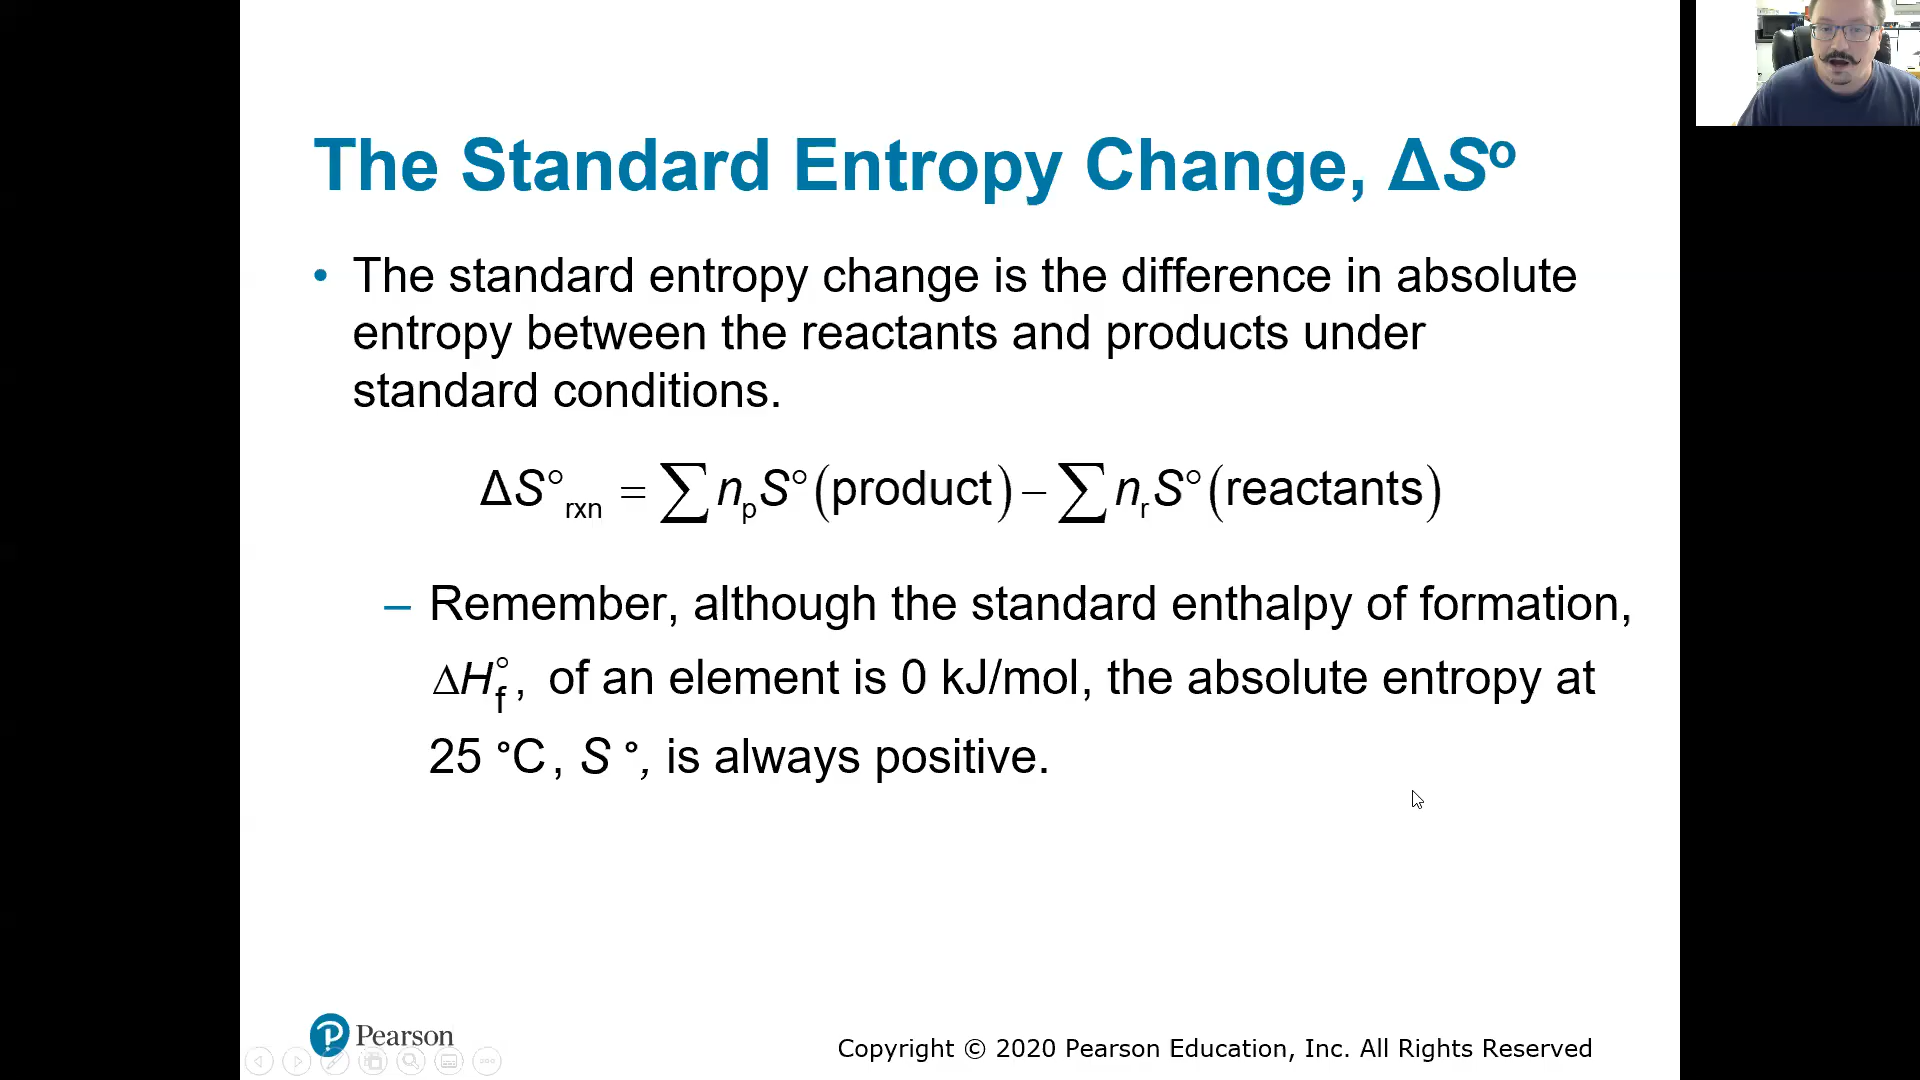 The Standard Entropy Change, ΔS°
• The standard entropy change is the difference in absolute
entropy between the reactants and products under
standard conditions.
ΔS°rxn = ∑npS°(product) – ∑nrS°(reactants)
– Remember, although the standard enthalpy of formation,
ΔH°f, of an element is 0 kJ/mol, the absolute entropy at
25 °C, S °, is always positive.
Pearson
Copyright © 2020 Pearson Education, Inc. All Rights Reserved